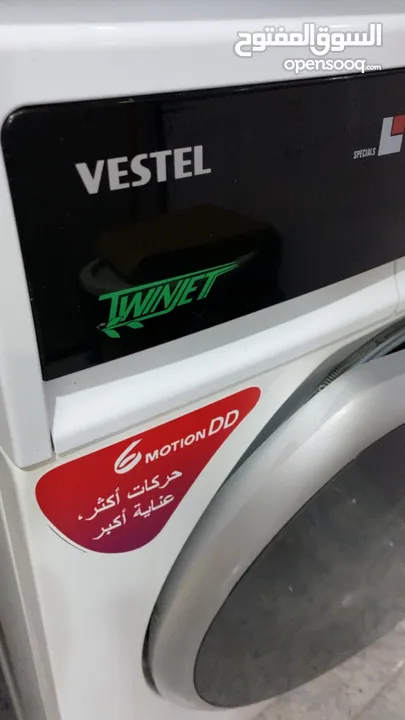 السوق المفتوح
opensooq.com
VESTEL
SPECIALS
TWINJET
6 MOTION DD
حركات أكثر،
عناية أكبر